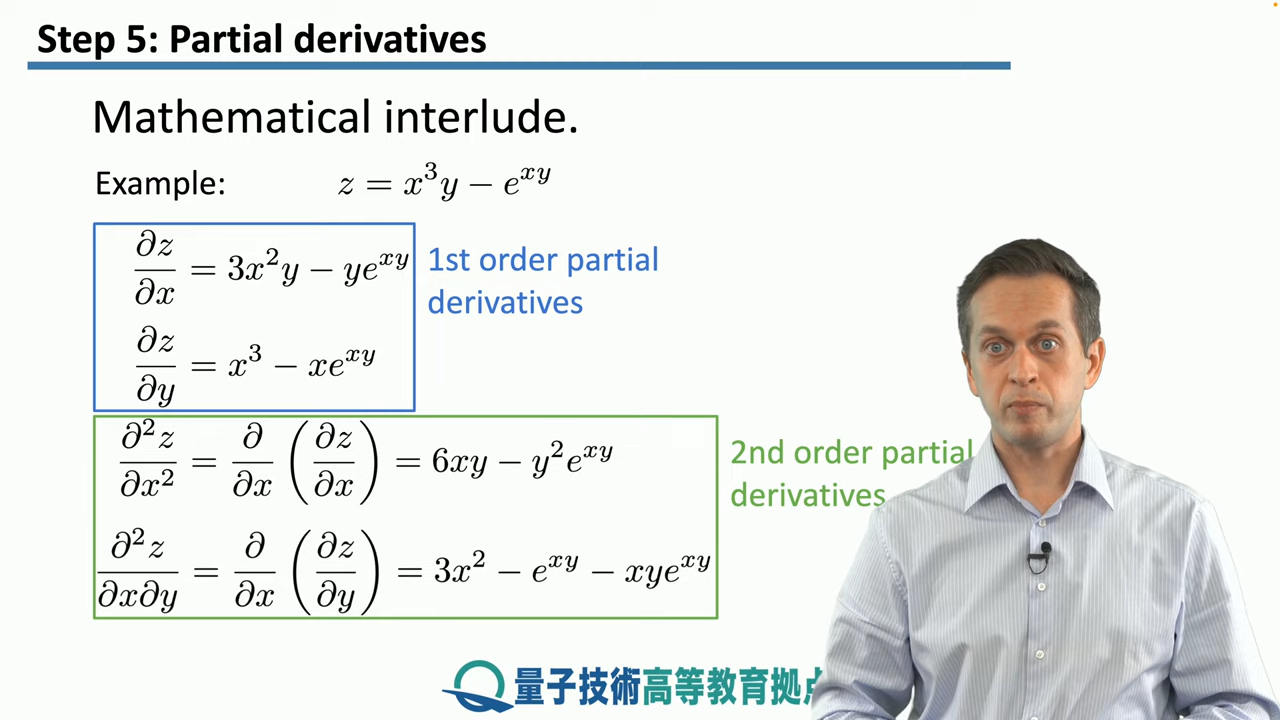 Step 5: Partial derivatives
Mathematical interlude.
Example: z = x³y − e^{xy}
∂z/∂x = 3x²y − ye^{xy}
1st order partial
derivatives
∂z/∂y = x³ − xe^{xy}
∂²z/∂x² = ∂/∂x (∂z/∂x) = 6xy − y²e^{xy}
2nd order partial
derivatives
∂²z/∂x∂y = ∂/∂x (∂z/∂y) = 3x² − e^{xy} − xye^{xy}
量子技術高等教育拠点